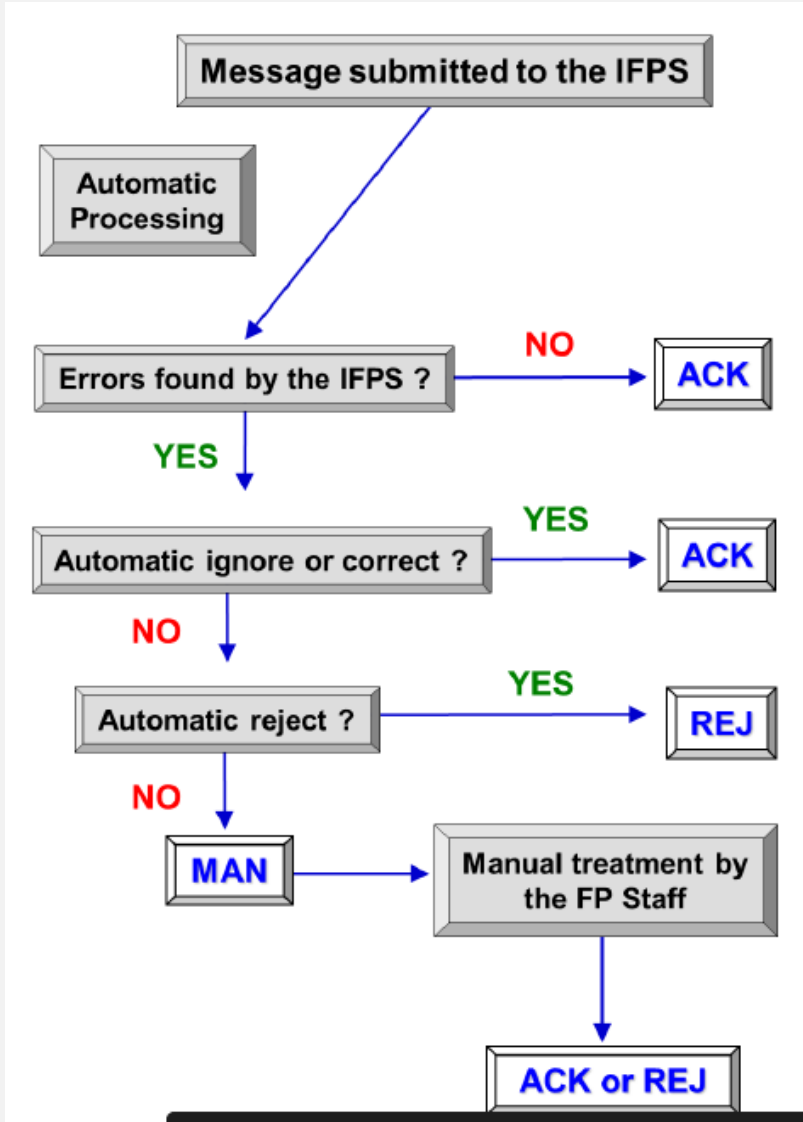 Message submitted to the IFPS
Automatic
Processing
Errors found by the IFPS ?
NO
ACK
YES
Automatic ignore or correct ?
YES
ACK
NO
Automatic reject ?
YES
REJ
NO
MAN
Manual treatment by
the FP Staff
ACK or REJ